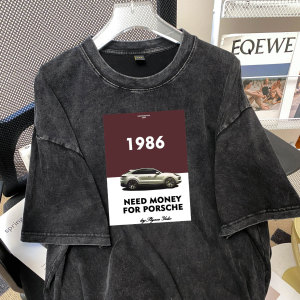 EQEWE
1986
NEED MONEY
FOR PORSCHE